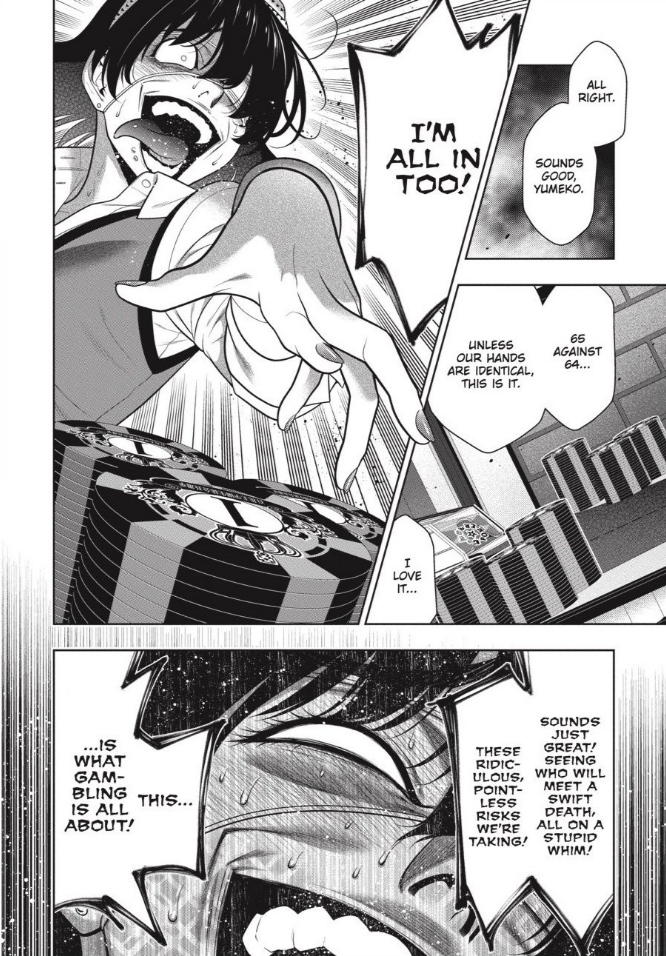 ALL
RIGHT.
SOUNDS
GOOD,
YUMEKO.
I'M
ALL IN
TOO!
65
AGAINST
64...
UNLESS
OUR HANDS
ARE IDENTICAL,
THIS IS IT.
I
LOVE
IT...
SOUNDS
JUST
GREAT!
SEEING
WHO WILL
MEET A
SWIFT
DEATH,
ALL ON A
STUPID
WHIM!
THESE
RIDIC-
ULOUS,
POINT-
LESS
RISKS
WE'RE
TAKING!
THIS...
...IS
WHAT
GAM-
BLING
IS ALL
ABOUT!
1
1